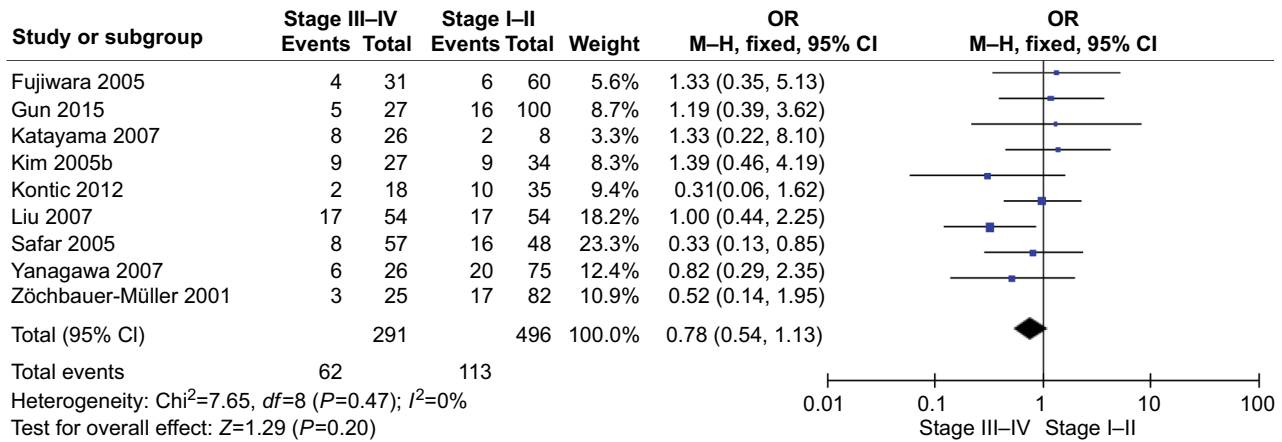 Study or subgroup Stage III–IV Stage I–II Weight OR OR
Events Total Events Total M–H, fixed, 95% CI M–H, fixed, 95% CI
Fujiwara 2005 4 31 6 60 5.6% 1.33 (0.35, 5.13)
Gun 2015 5 27 16 100 8.7% 1.19 (0.39, 3.62)
Katayama 2007 8 26 2 8 3.3% 1.33 (0.22, 8.10)
Kim 2005b 9 27 9 34 8.3% 1.39 (0.46, 4.19)
Kontic 2012 2 18 10 35 9.4% 0.31(0.06, 1.62)
Liu 2007 17 54 17 54 18.2% 1.00 (0.44, 2.25)
Safar 2005 8 57 16 48 23.3% 0.33 (0.13, 0.85)
Yanagawa 2007 6 26 20 75 12.4% 0.82 (0.29, 2.35)
Zöchbauer-Müller 2001 3 25 17 82 10.9% 0.52 (0.14, 1.95)
Total (95% CI) 291 496 100.0% 0.78 (0.54, 1.13)
Total events 62 113
Heterogeneity: Chi²=7.65, df=8 (P=0.47); I²=0%
Test for overall effect: Z=1.29 (P=0.20)
0.01 0.1 1 10 100
Stage III–IV Stage I–II